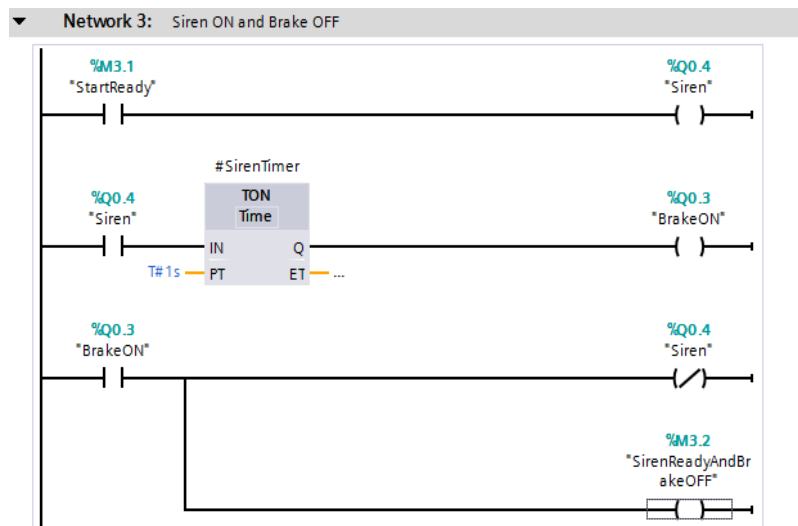 Network 3: Siren ON and Brake OFF
%M3.1
"StartReady"
%Q0.4
"Siren"
#SirenTimer
%Q0.4
"Siren"
TON
Time
%Q0.3
"BrakeON"
IN
Q
T#1s
PT
ET
...
%Q0.3
"BrakeON"
%Q0.4
"Siren"
%M3.2
"SirenReadyAndBr
akeOFF"